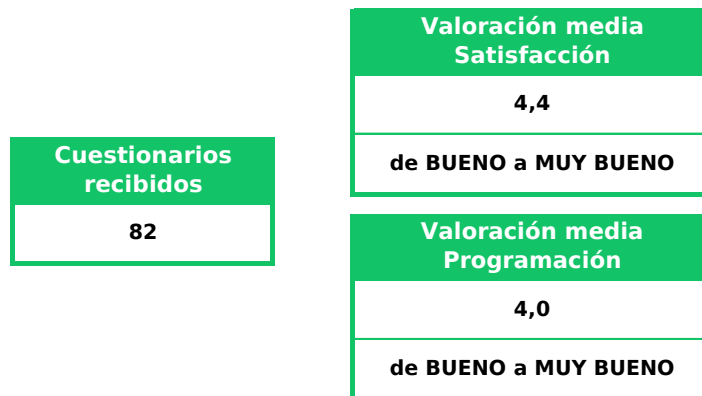 Valoración media
Satisfacción
4,4
de BUENO a MUY BUENO
Cuestionarios
recibidos
82
Valoración media
Programación
4,0
de BUENO a MUY BUENO